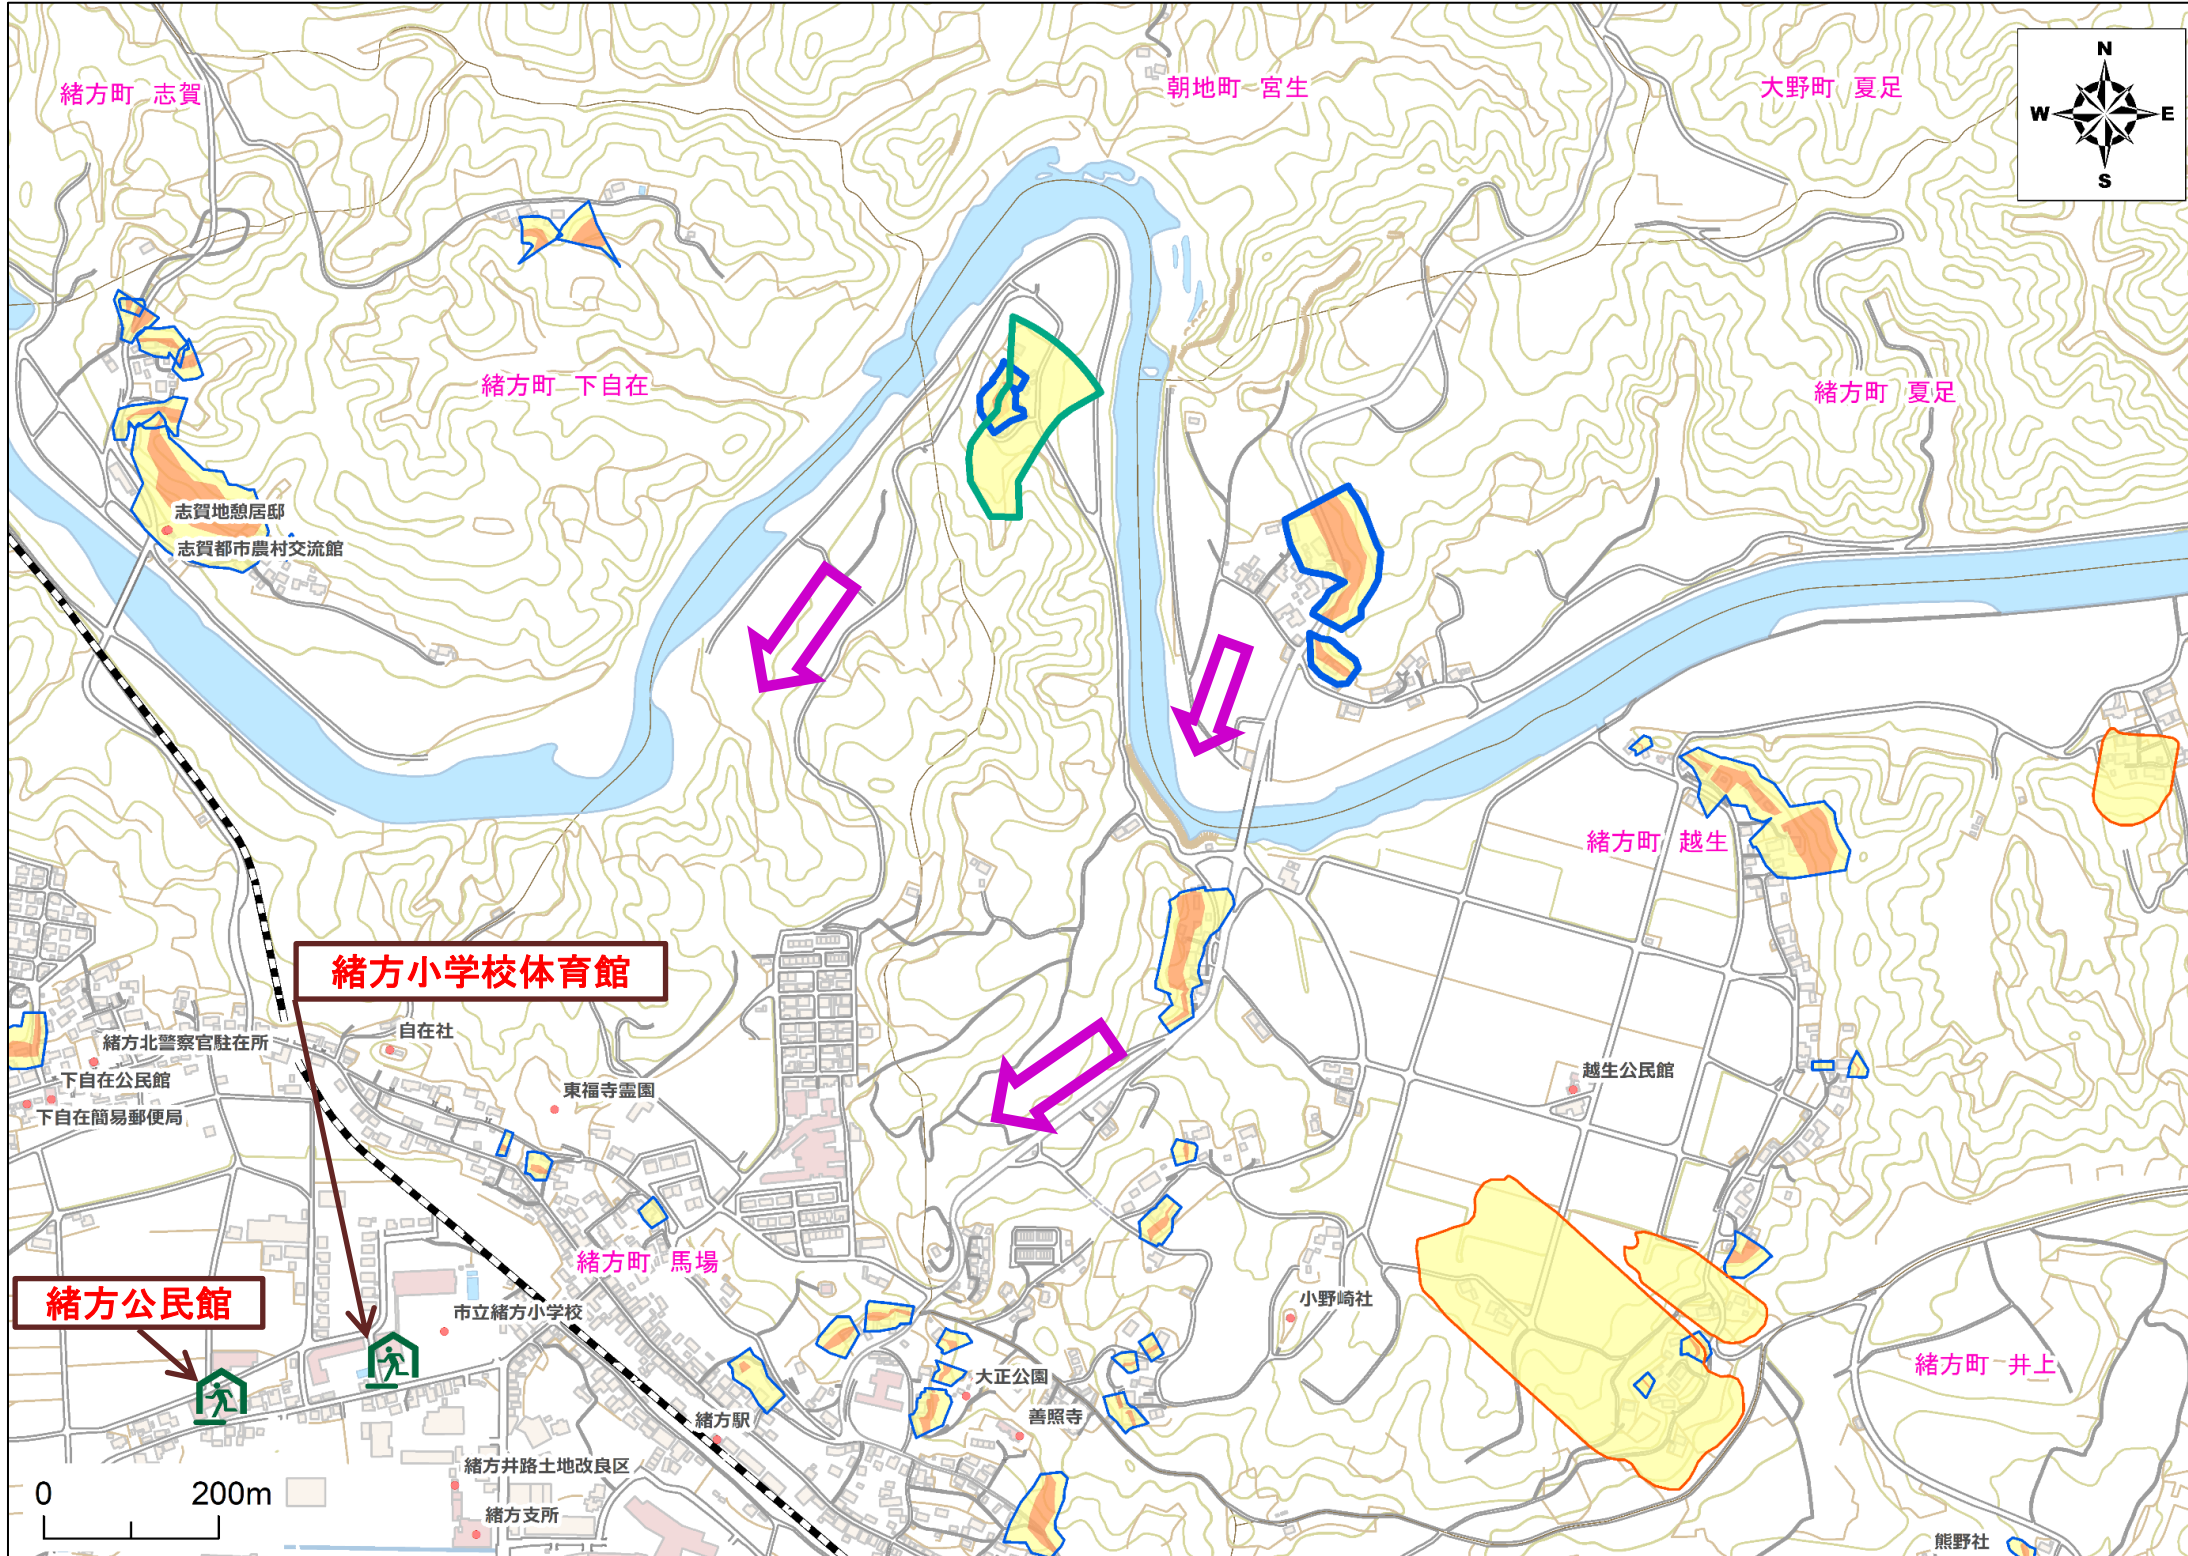 緒方町 志賀
朝地町 宮生
大野町 夏足
N
W
E
S
緒方町 下自在
緒方町 夏足
志賀地憩居邸
志賀都市農村交流館
緒方町 越生
緒方小学校体育館
自在社
緒方北警察官駐在所
下自在公民館
下自在簡易郵便局
東福寺霊園
越生公民館
緒方町 馬場
緒方公民館
市立緒方小学校
小野崎社
緒方町 井上
大正公園
善照寺
緒方駅
緒方井路土地改良区
緒方支所
0 200m
熊野社